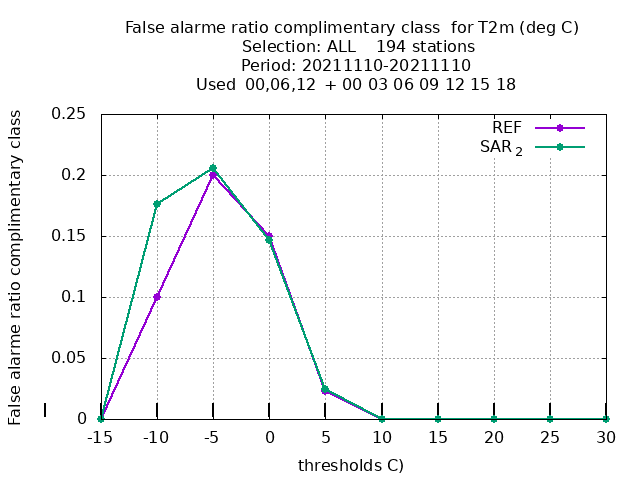 False alarme ratio complimentary class  for T2m (deg C)
Selection: ALL    194 stations
Period: 20211110-20211110
Used  00,06,12  + 00 03 06 09 12 15 18
False alarme ratio complimentary class
REF
SAR 2
0.25
0.2
0.15
0.1
0.05
0
-15 -10 -5 0 5 10 15 20 25 30
thresholds C)